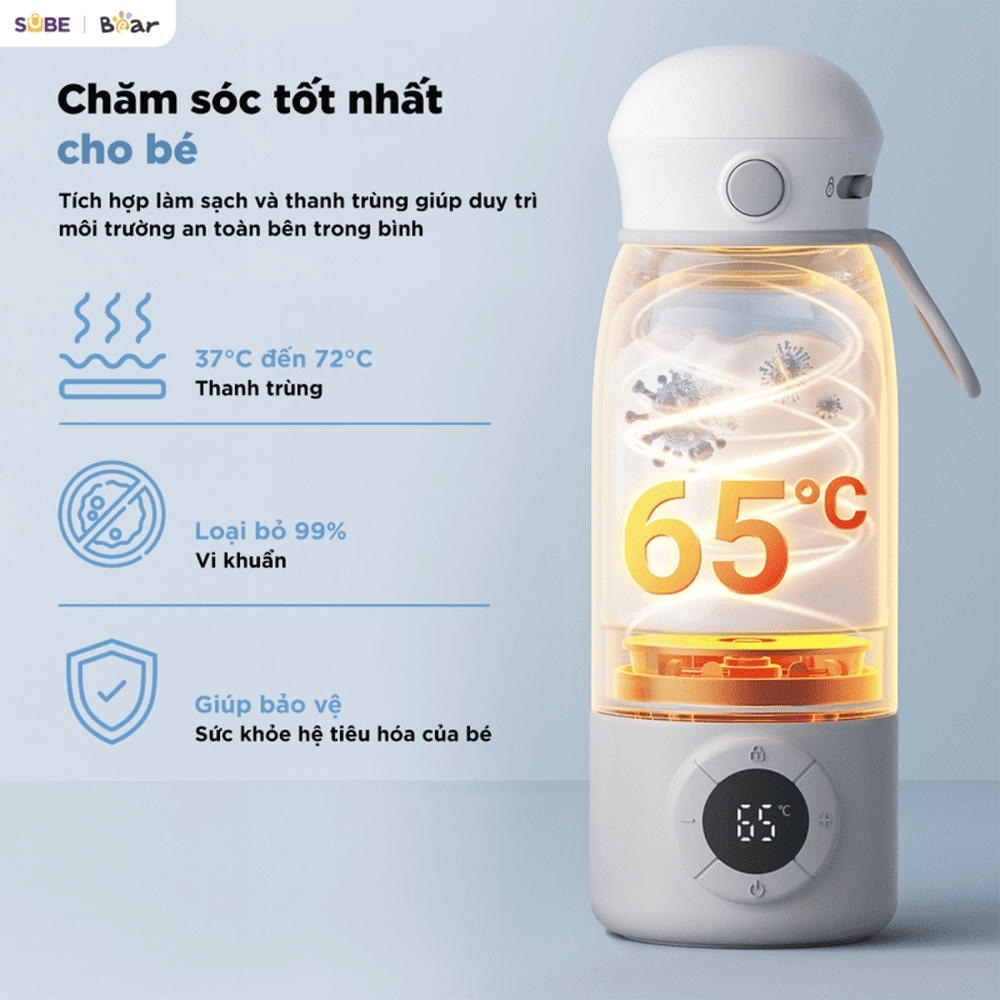 SUBE | Bear
Chăm sóc tốt nhất
cho bé
Tích hợp làm sạch và thanh trùng giúp duy trì
môi trường an toàn bên trong bình
37°C đến 72°C
Thanh trùng
Loại bỏ 99%
Vi khuẩn
Giúp bảo vệ
Sức khỏe hệ tiêu hóa của bé
65°C
- 65°C +